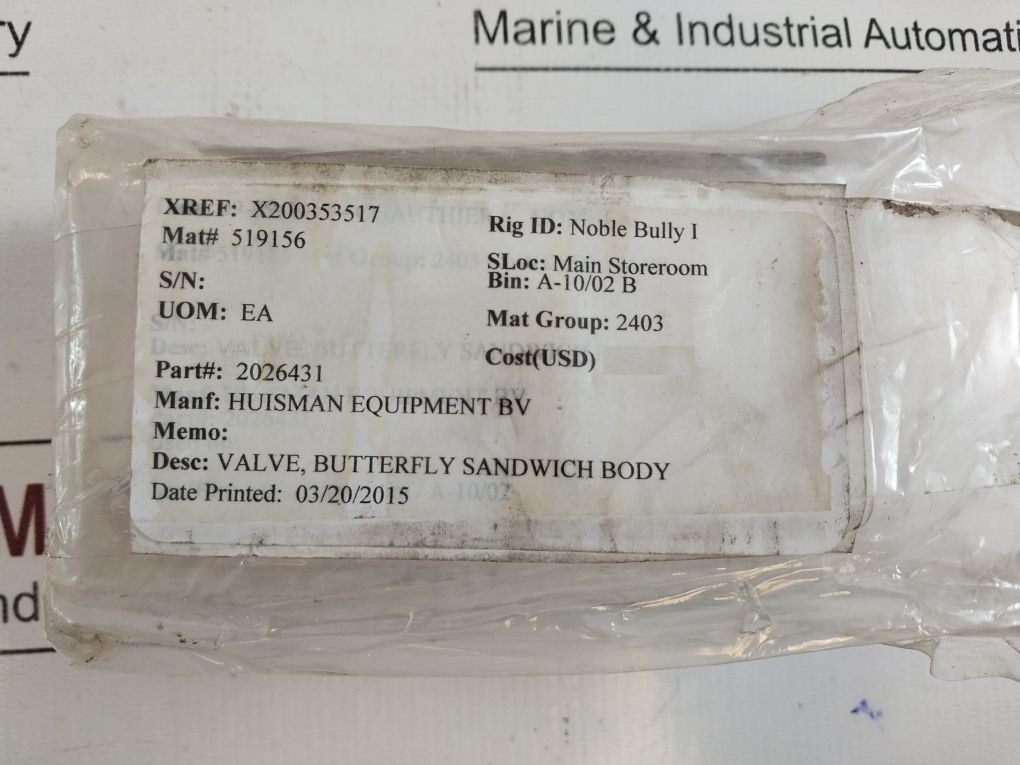 ry
Marine & Industrial Automati
XREF: X200353517
Mat# 519156
S/N:
UOM: EA
Rig ID: Noble Bully I
SLoc: Main Storeroom
Bin: A-10/02 B
Mat Group: 2403
Cost(USD)
Part#: 2026431
Manf: HUISMAN EQUIPMENT BV
Memo:
Desc: VALVE, BUTTERFLY SANDWICH BODY
Date Printed: 03/20/2015
M
nd